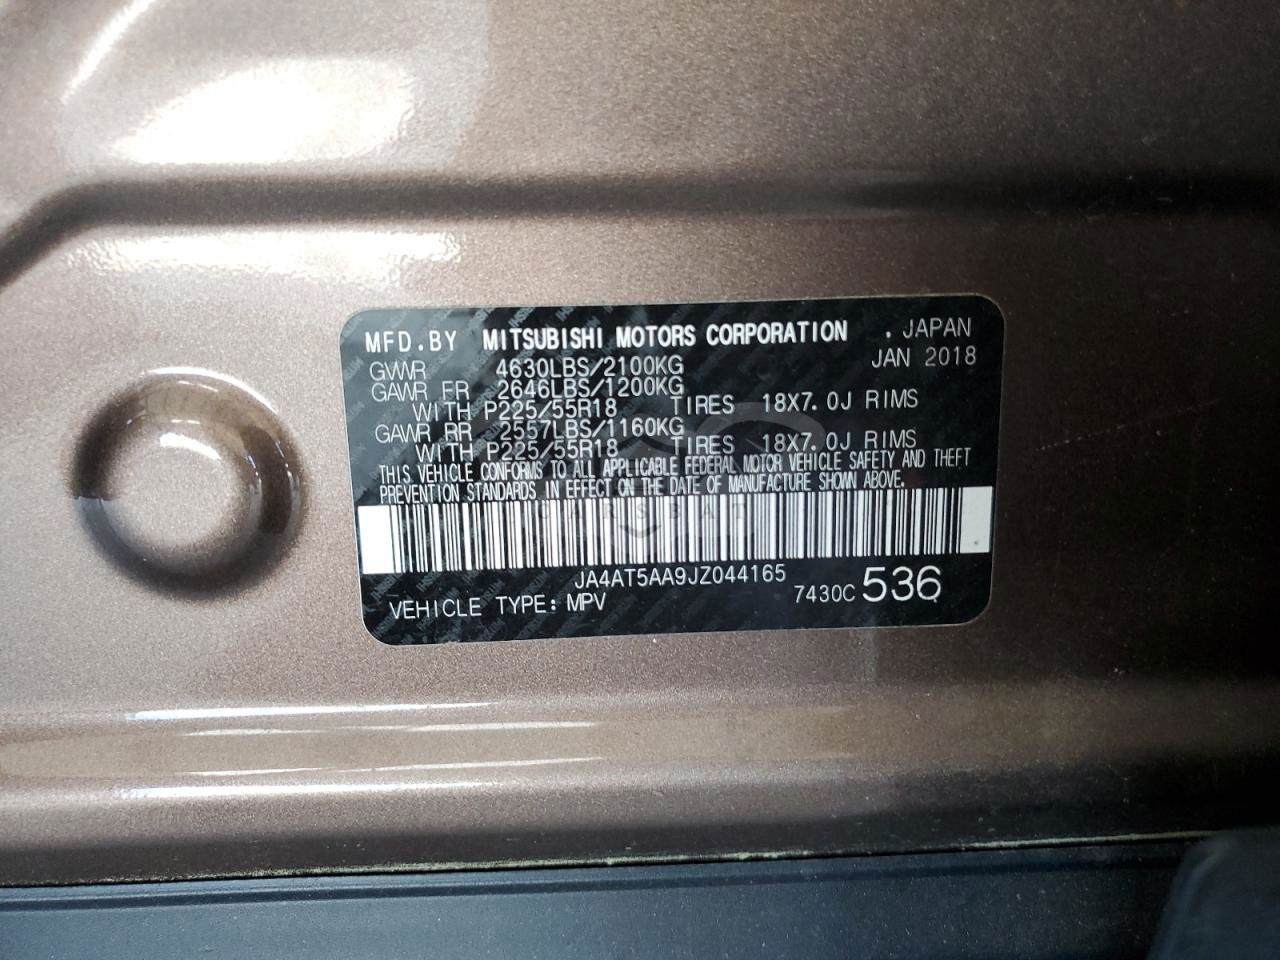 MFD.BY MITSUBISHI MOTORS CORPORATION . JAPAN
GVWR 4630LBS/2100KG JAN 2018
GAWR FR 2646LBS/1200KG
WITH P225/55R18 TIRES 18X7.0J RIMS
GAWR RR 2557LBS/1160KG
WITH P225/55R18 TIRES 18X7.0J RIMS
THIS VEHICLE CONFORMS TO ALL APPLICABLE FEDERAL MOTOR VEHICLE SAFETY AND THEFT
PREVENTION STANDARDS IN EFFECT ON THE DATE OF MANUFACTURE SHOWN ABOVE.
JA4AT5AA9JZ044165
VEHICLE TYPE: MPV 7430C 536